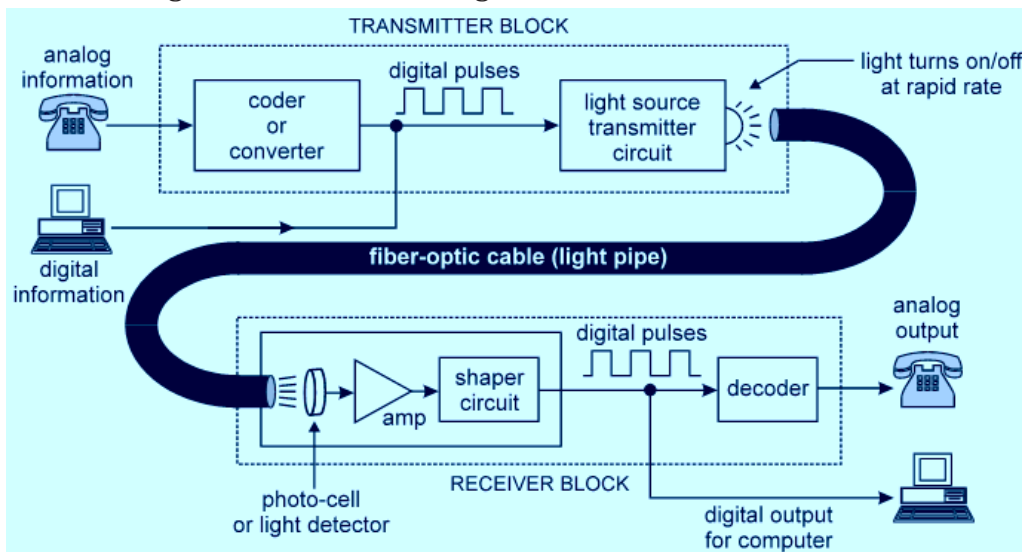 TRANSMITTER BLOCK
analog
information
coder
or
converter
digital pulses
light source
transmitter
circuit
light turns on/off
at rapid rate
digital
information
fiber-optic cable (light pipe)
digital pulses
analog
output
shaper
circuit
amp
decoder
RECEIVER BLOCK
photo-cell
or light detector
digital output
for computer